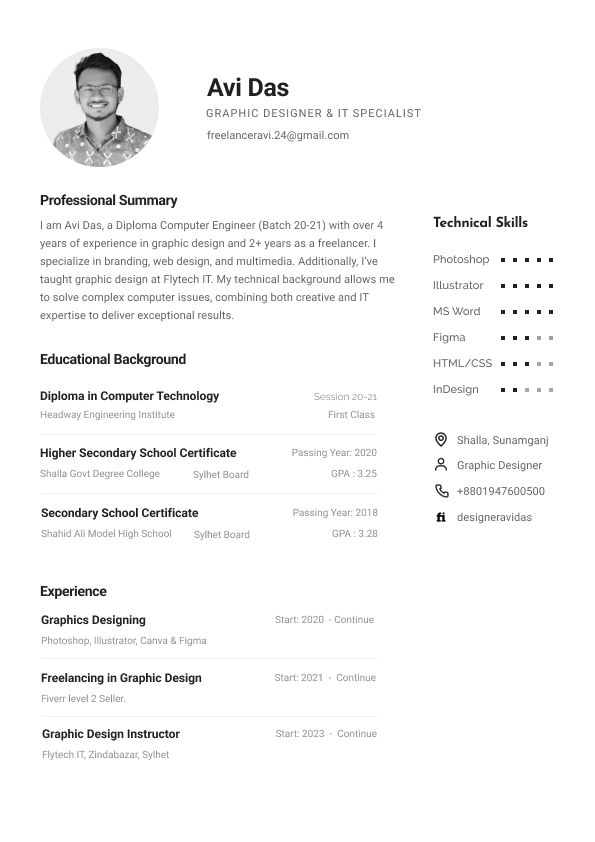 Avi Das
GRAPHIC DESIGNER & IT SPECIALIST
freelanceravi.24@gmail.com
Professional Summary
I am Avi Das, a Diploma Computer Engineer (Batch 20-21) with over 4
years of experience in graphic design and 2+ years as a freelancer. I
specialize in branding, web design, and multimedia. Additionally, I've
taught graphic design at Flytech IT. My technical background allows me
to solve complex computer issues, combining both creative and IT
expertise to deliver exceptional results.
Educational Background
Diploma in Computer Technology Session 20-21
Headway Engineering Institute First Class
Higher Secondary School Certificate Passing Year: 2020
Shalla Govt Degree College Sylhet Board GPA : 3.25
Secondary School Certificate Passing Year: 2018
Shahid Ali Model High School Sylhet Board GPA : 3.28
Experience
Graphics Designing Start: 2020 - Continue
Photoshop, Illustrator, Canva & Figma
Freelancing in Graphic Design Start: 2021 - Continue
Fiverr level 2 Seller.
Graphic Design Instructor Start: 2023 - Continue
Flytech IT, Zindabazar, Sylhet
Technical Skills
Photoshop
Illustrator
MS Word
Figma
HTML/CSS
InDesign
Shalla, Sunamganj
Graphic Designer
+8801947600500
fi designeravidas